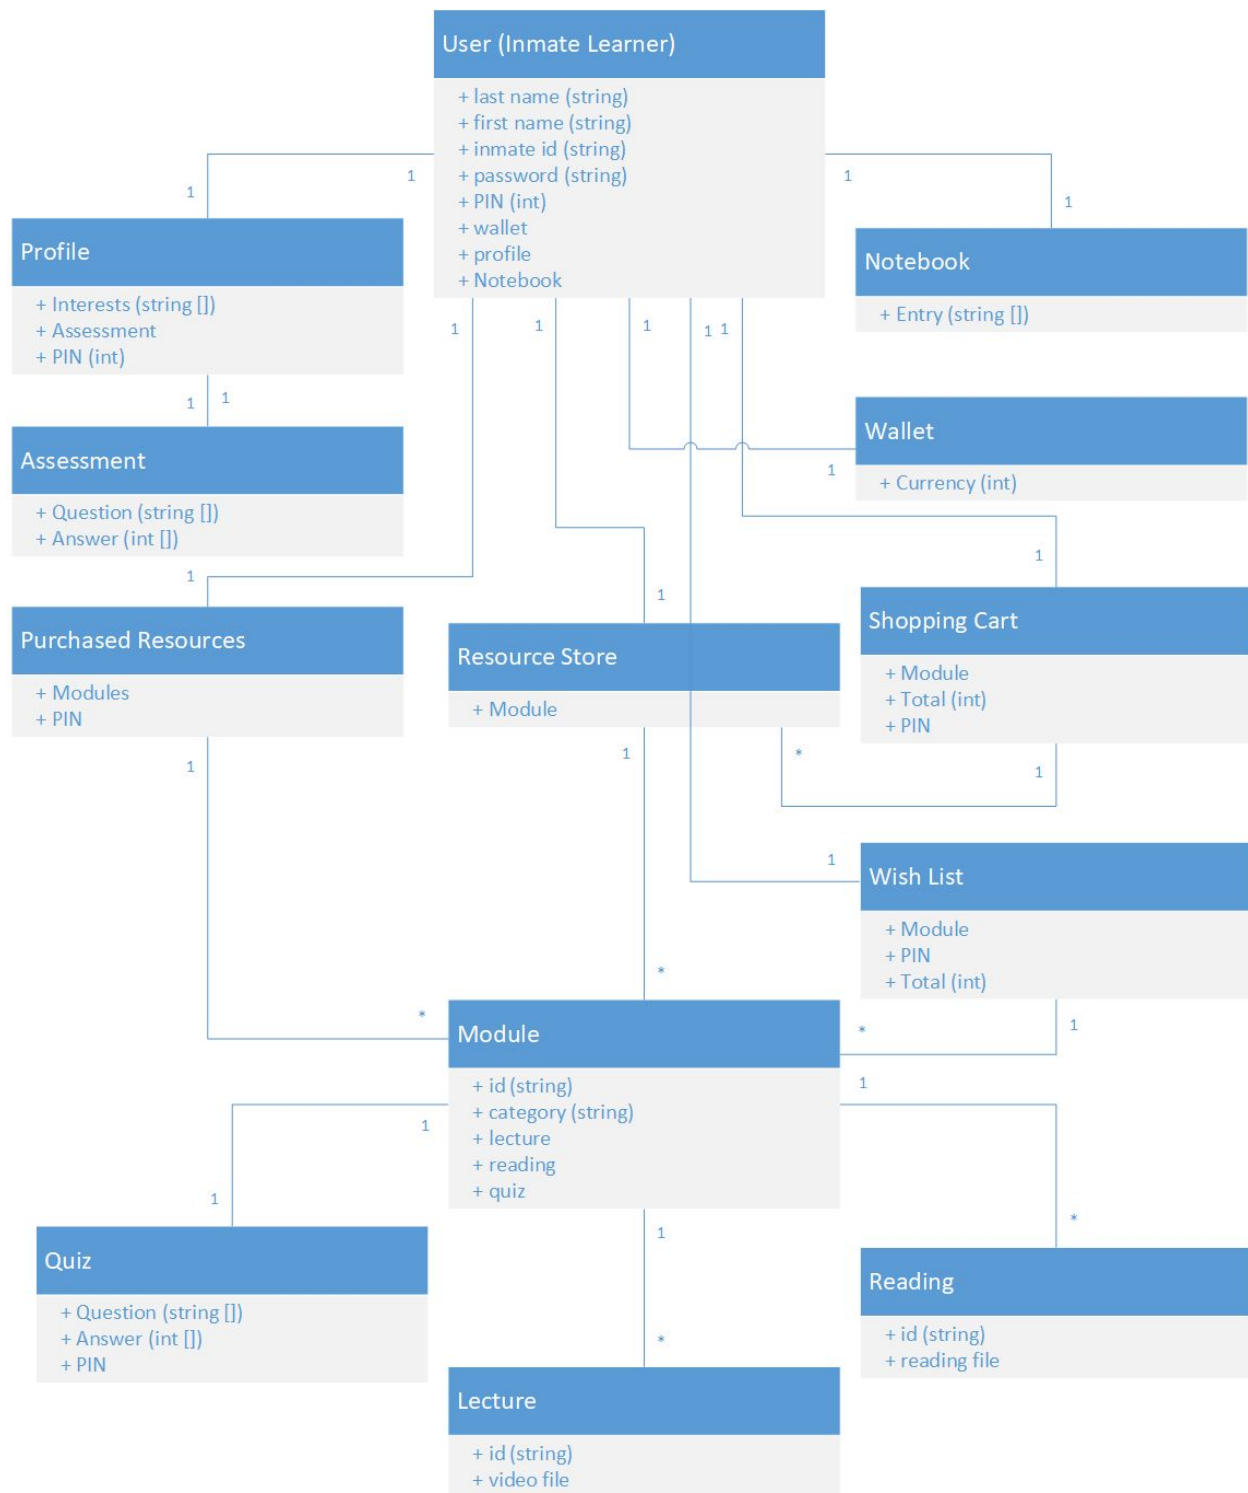 User (Inmate Learner)
+ last name (string)
+ first name (string)
+ inmate id (string)
+ password (string)
+ PIN (int)
+ wallet
+ profile
+ Notebook
1
1
1
1
Profile
+ Interests (string [])
+ Assessment
+ PIN (int)
Notebook
+ Entry (string [])
1
1
1
1
1
1
1
Assessment
+ Question (string [])
+ Answer (int [])
Wallet
+ Currency (int)
1
1
1
1
Purchased Resources
+ Modules
+ PIN
Resource Store
+ Module
Shopping Cart
+ Module
+ Total (int)
+ PIN
1
1
*
1
1
Wish List
+ Module
+ PIN
+ Total (int)
*
*
*
1
Module
+ id (string)
+ category (string)
+ lecture
+ reading
+ quiz
1
1
1
1
*
*
Quiz
+ Question (string [])
+ Answer (int [])
+ PIN
Reading
+ id (string)
+ reading file
Lecture
+ id (string)
+ video file